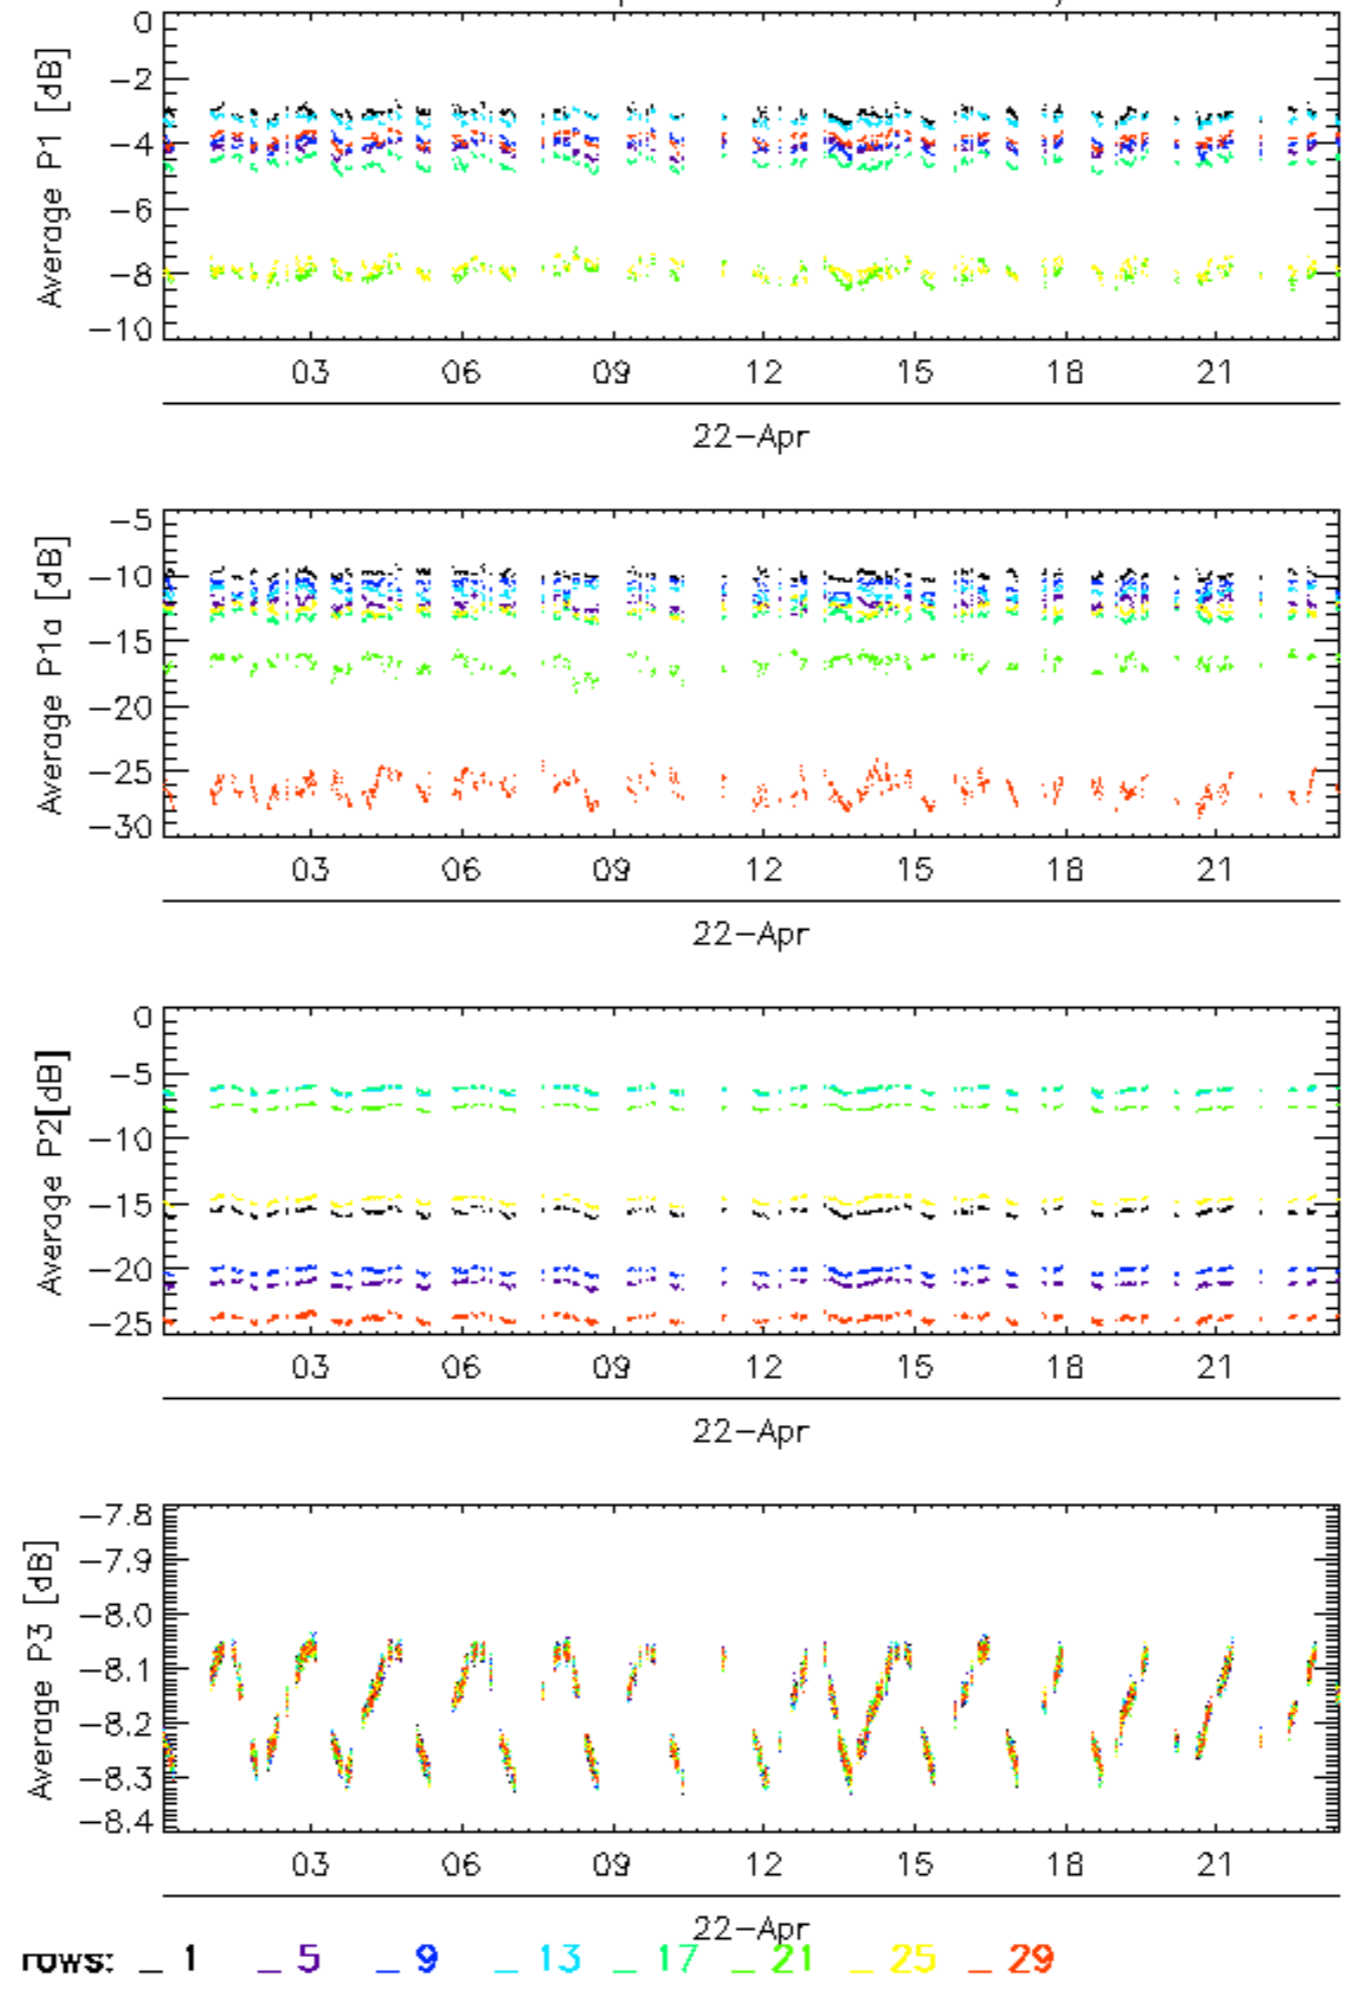 0
−2
−4
−6
−8
−10
Average P1 [dB]
03 06 09 12 15 18 21
22−Apr
−5
−10
−15
−20
−25
−30
Average P1a [dB]
03 06 09 12 15 18 21
22−Apr
0
−5
−10
−15
−20
−25
Average P2[dB]
03 06 09 12 15 18 21
22−Apr
−7.8
−7.9
−8.0
−8.1
−8.2
−8.3
−8.4
Average P3 [dB]
03 06 09 12 15 18 21
22−Apr
rows: _ 1 _ 5 _ 9 _ 13 _ 17 _ 21 _ 25 _ 29